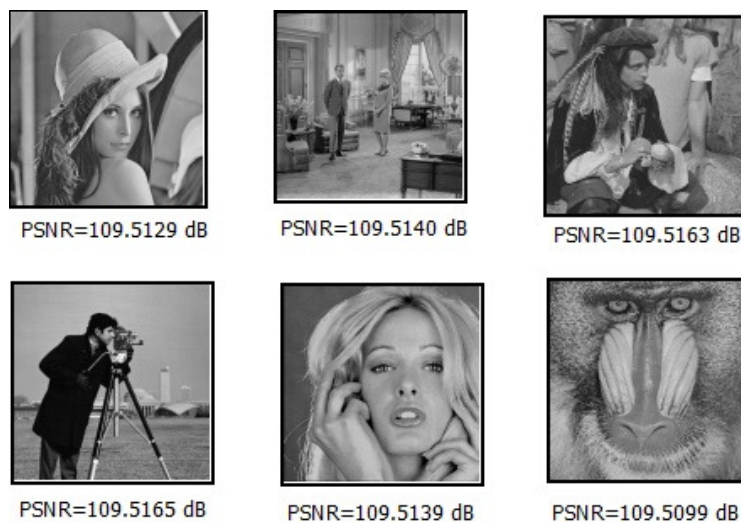 PSNR=109.5129 dB
PSNR=109.5140 dB
PSNR=109.5163 dB
PSNR=109.5165 dB
PSNR=109.5139 dB
PSNR=109.5099 dB